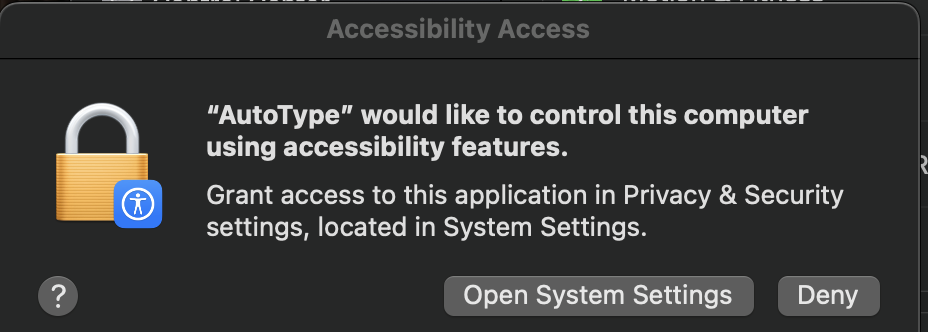 Accessibility Access
“AutoType” would like to control this computer
using accessibility features.
Grant access to this application in Privacy & Security
settings, located in System Settings.
?
Open System Settings
Deny